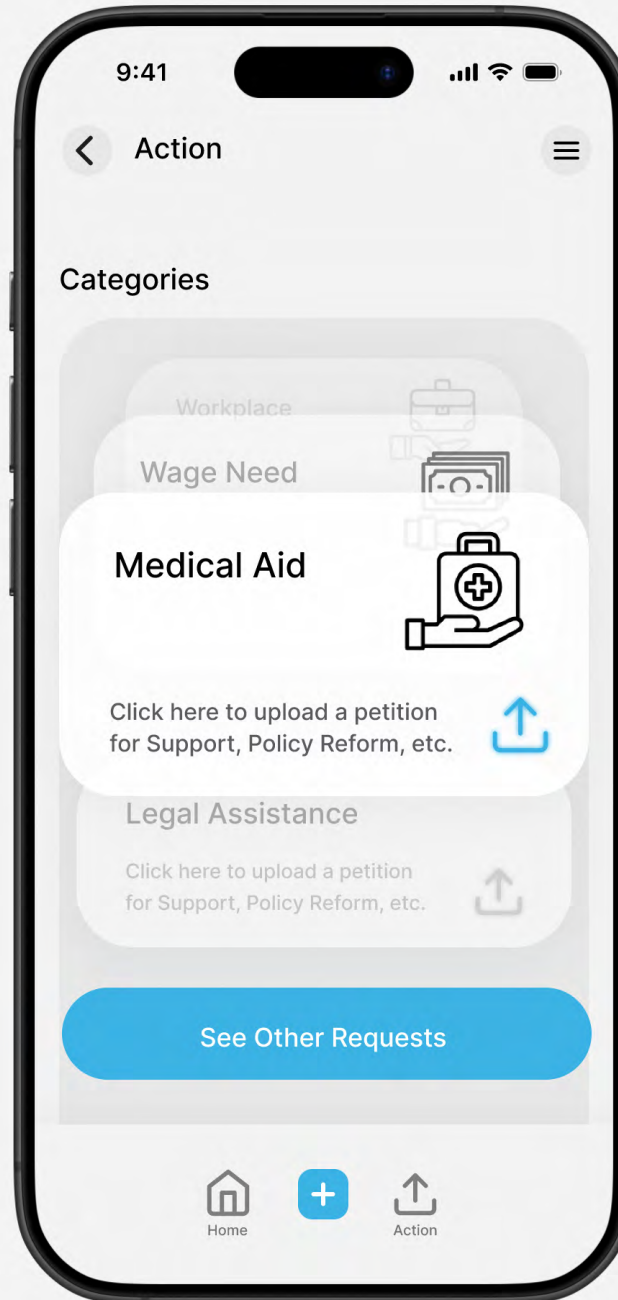 9:41
Action
Categories
Workplace
Wage Need
Medical Aid
Click here to upload a petition
for Support, Policy Reform, etc.
Legal Assistance
Click here to upload a petition
for Support, Policy Reform, etc.
See Other Requests
Home
Action